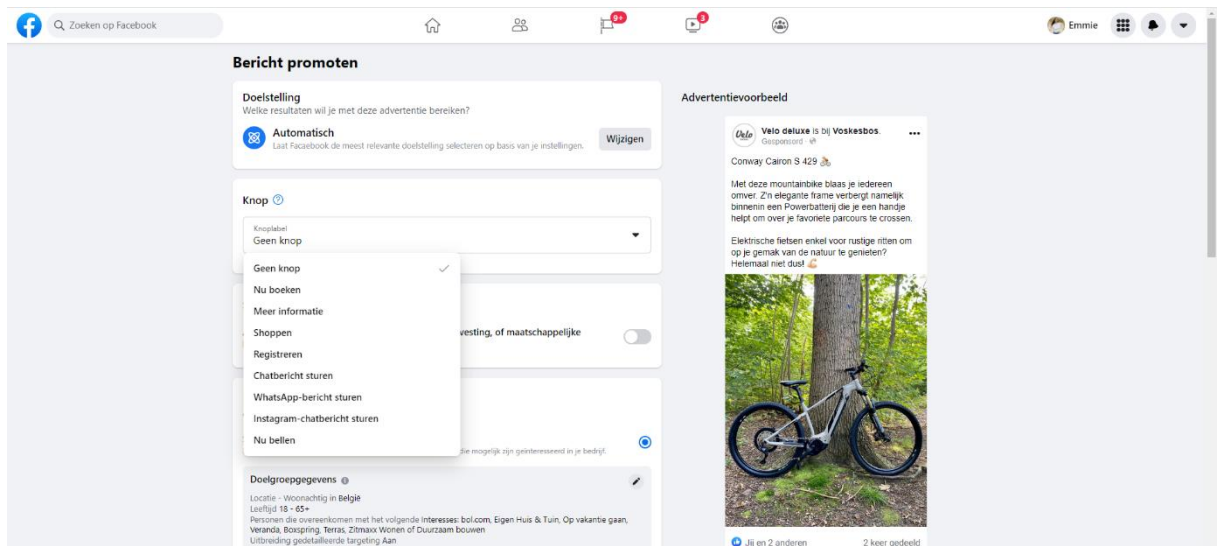 Zoeken op Facebook
9+
3
Emmie
Bericht promoten
Doelstelling
Welke resultaten wil je met deze advertentie bereiken?
Automatisch
Laat Facaebook de meest relevante doelstelling selecteren op basis van je instellingen.
Wijzigen
Knop
Knoplabel
Geen knop
Geen knop
Nu boeken
Meer informatie
Shoppen
vesting, of maatschappelijke
Registreren
Chatbericht sturen
WhatsApp-bericht sturen
Instagram-chatbericht sturen
Nu bellen
die mogelijk zijn geïnteresseerd in je bedrijf.
Doelgroepgegevens
Locatie - Woonachtig in België
Leeftijd 18 - 65+
Personen die overeenkomen met het volgende Interesses: bol.com, Eigen Huis & Tuin, Op vakantie gaan,
Veranda, Boxspring, Terras, Zitmaxx Wonen of Duurzaam bouwen
Uitbreiding gedetailleerde targeting Aan
Advertentievoorbeeld
Velo
Velo deluxe is bij Voskesbos.
Gesponsord
Conway Cairon S 429
Met deze mountainbike blaas je iedereen
omver. Z'n elegante frame verbergt namelijk
binnenin een Powerbatterij die je een handje
helpt om over je favoriete parcours te crossen.
Elektrische fietsen enkel voor rustige ritten om
op je gemak van de natuur te genieten?
Helemaal niet dus!
Jij en 2 anderen
2 keer gedeeld